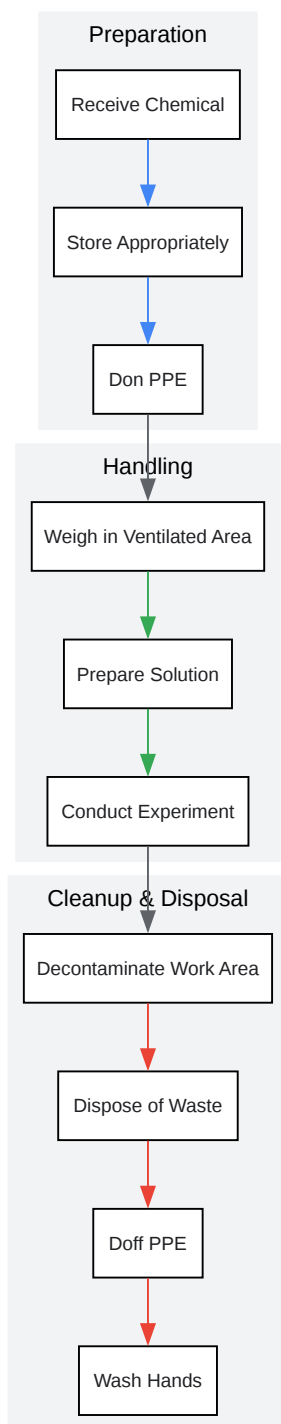 Preparation
Receive Chemical
Store Appropriately
Don PPE
Handling
Weigh in Ventilated Area
Prepare Solution
Conduct Experiment
Cleanup & Disposal
Decontaminate Work Area
Dispose of Waste
Doff PPE
Wash Hands